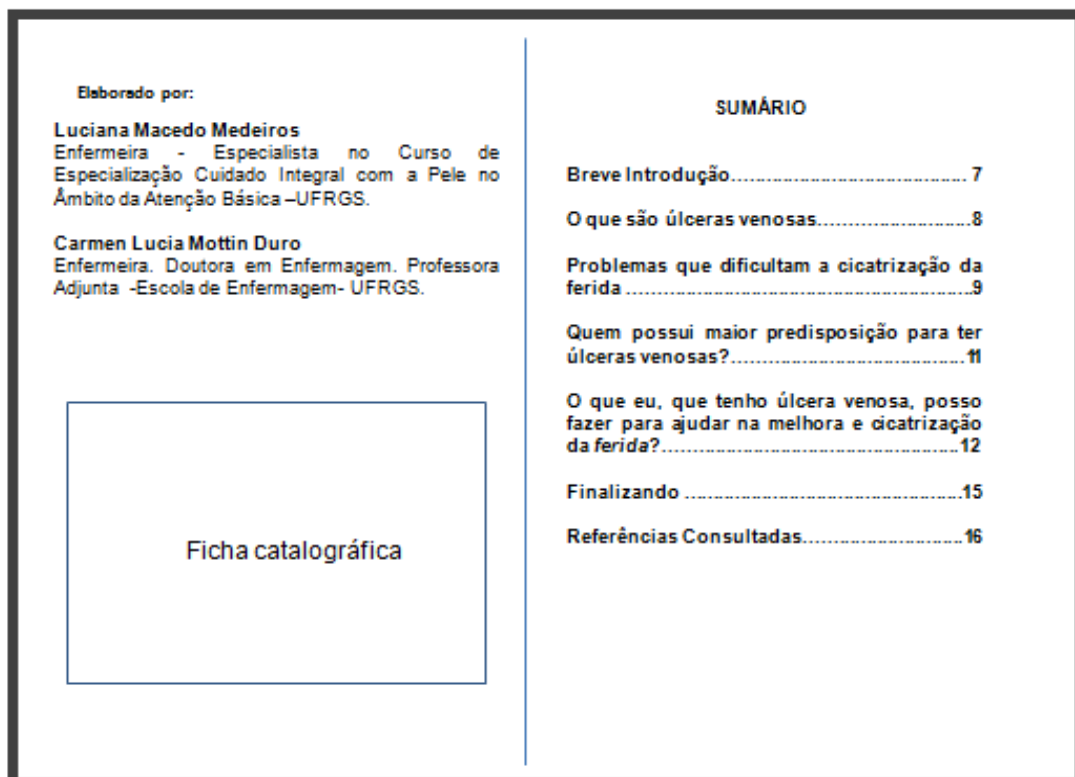 Elaborado por:
Luciana Macedo Medeiros
Enfermeira - Especialista no Curso de
Especialização Cuidado Integral com a Pele no
Âmbito da Atenção Básica –UFRGS.
Carmen Lucia Mottin Duro
Enfermeira. Doutora em Enfermagem. Professora
Adjunta -Escola de Enfermagem- UFRGS.
Ficha catalográfica
SUMÁRIO
Breve Introdução.......................................... 7
O que são úlceras venosas...........................8
Problemas que dificultam a cicatrização da
ferida .............................................................9
Quem possui maior predisposição para ter
úlceras venosas?..........................................11
O que eu, que tenho úlcera venosa, posso
fazer para ajudar na melhora e cicatrização
da ferida?.....................................................12
Finalizando ..................................................15
Referências Consultadas.............................16